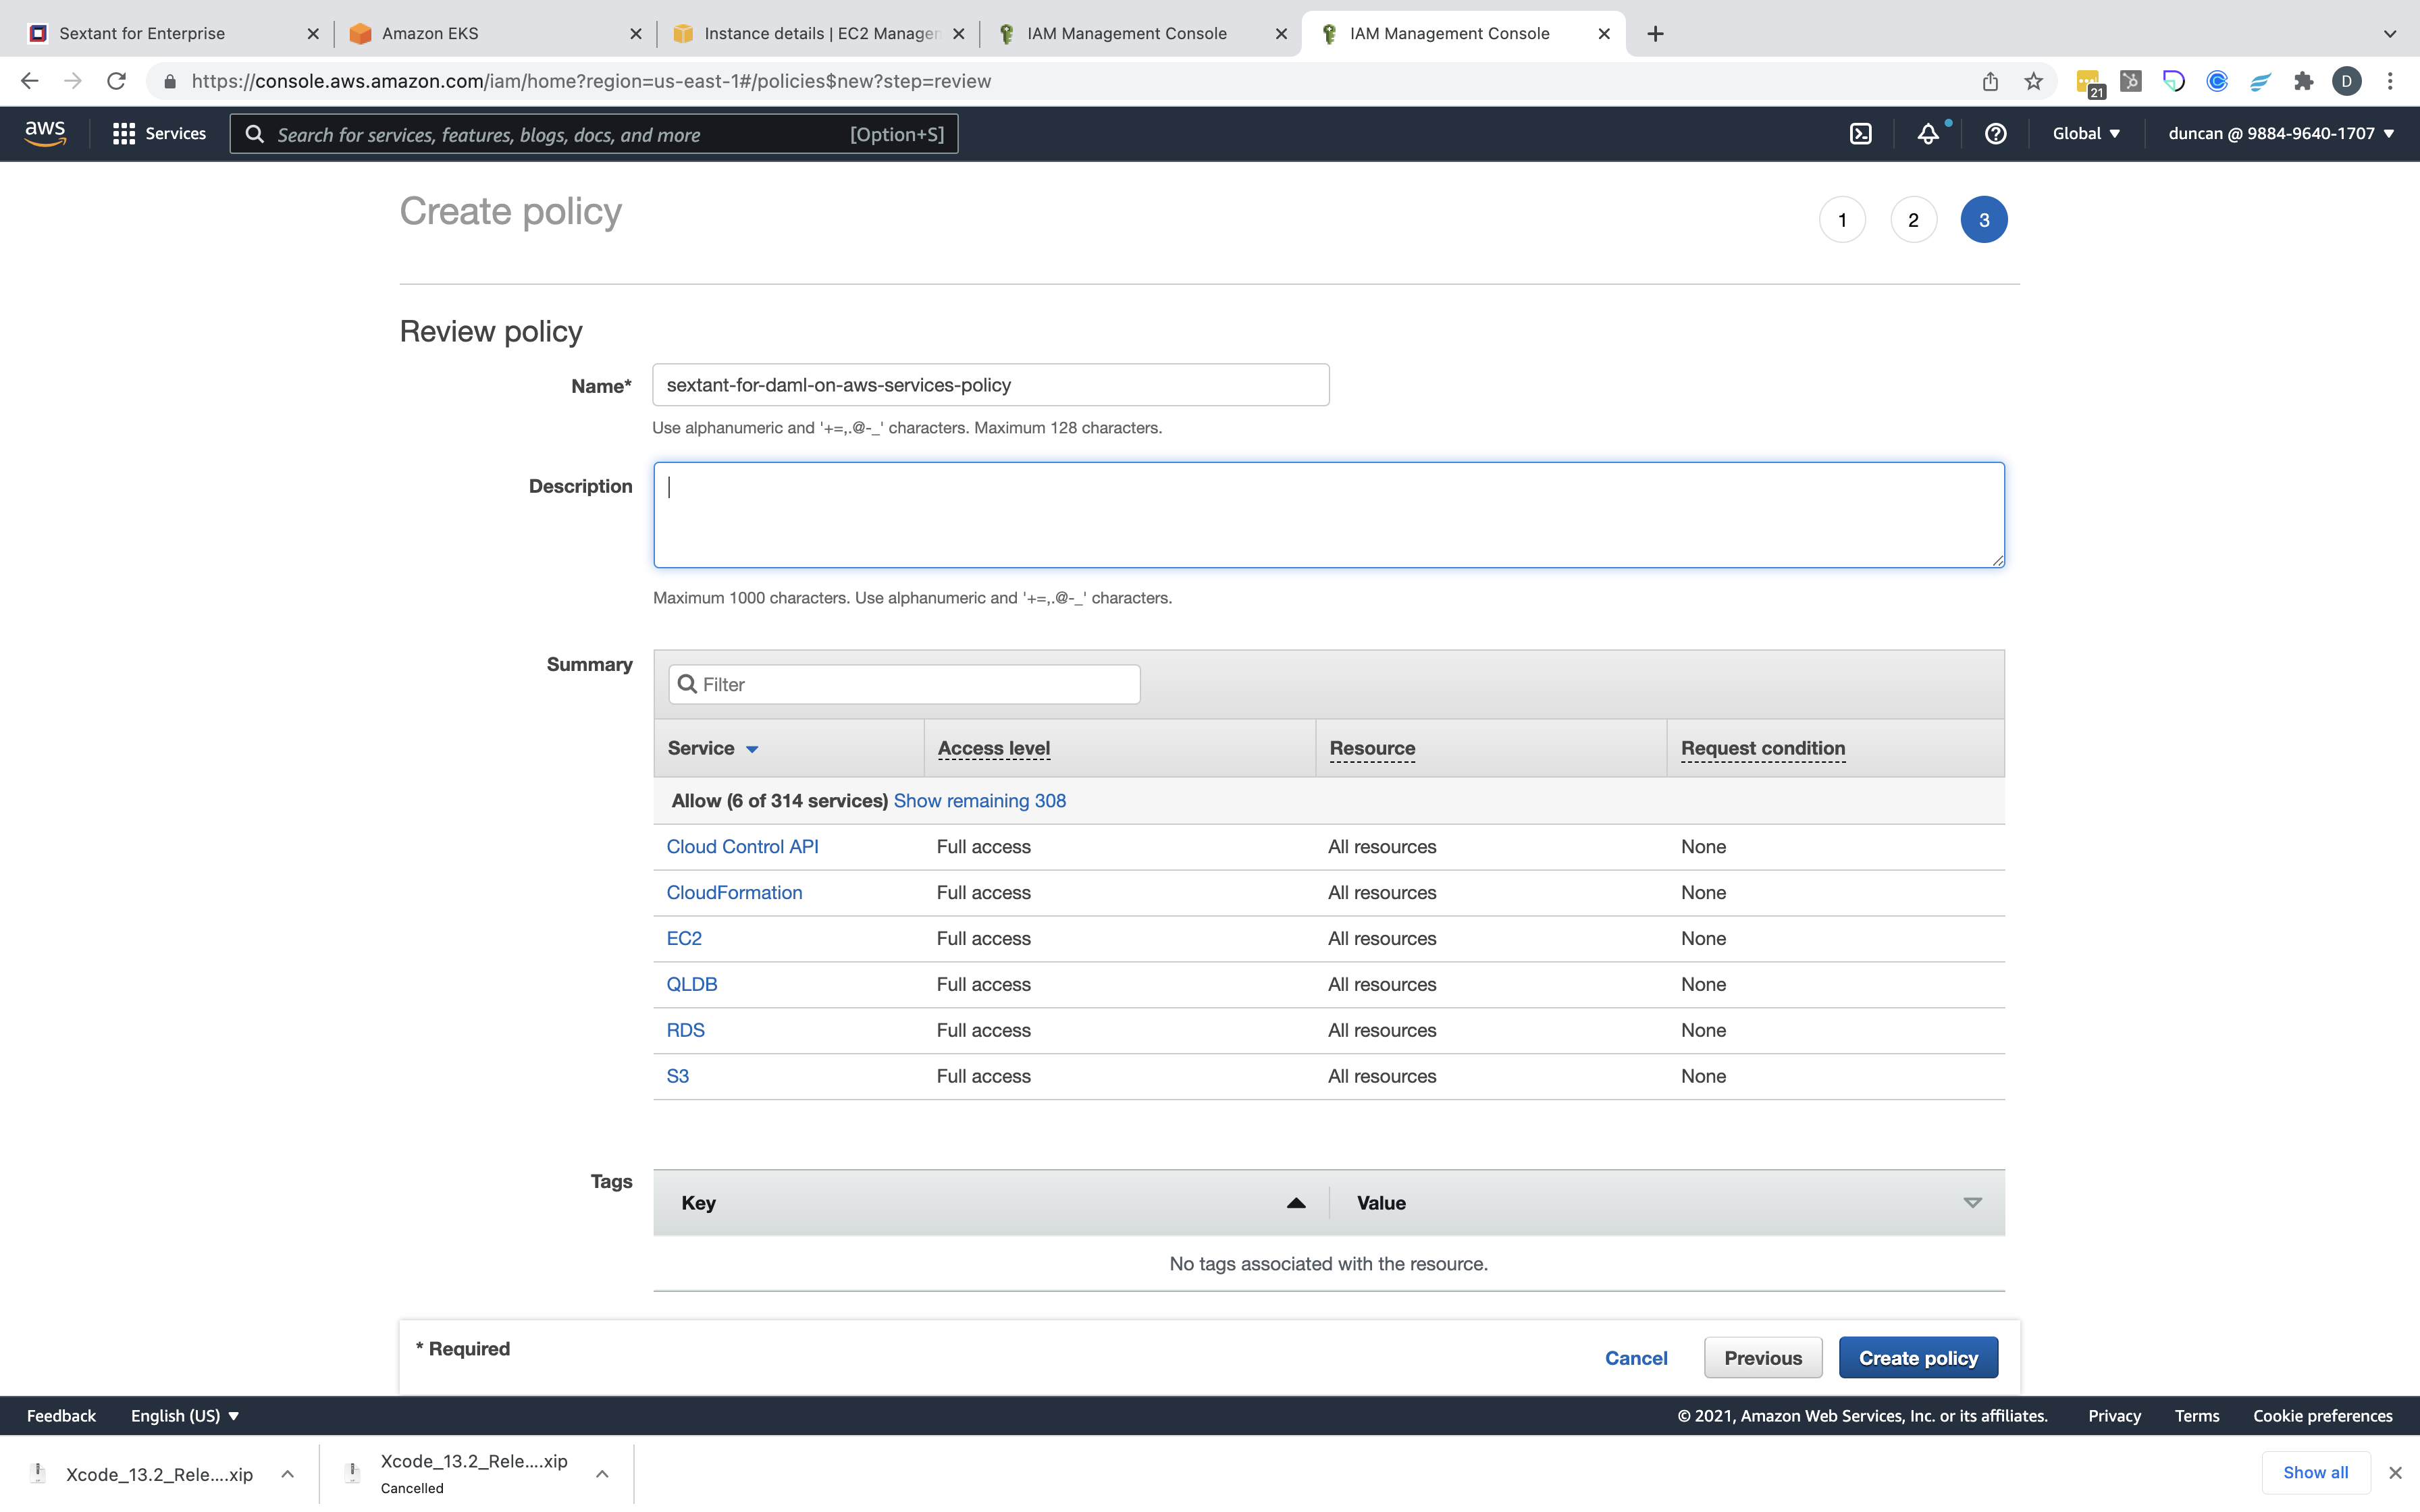 Sextant for Enterprise
Amazon EKS
Instance details | EC2 Managen
IAM Management Console
IAM Management Console
https://console.aws.amazon.com/iam/home?region=us-east-1#/policies$new?step=review
21
D
aws
Services
Search for services, features, blogs, docs, and more
[Option+S]
Global ▼
duncan @ 9884-9640-1707 ▼
Create policy
1
2
3
Review policy
Name*
sextant-for-daml-on-aws-services-policy
Use alphanumeric and '+=,.@-_' characters. Maximum 128 characters.
Description
Maximum 1000 characters. Use alphanumeric and '+=,.@-_' characters.
Summary
Filter
Service
Access level
Resource
Request condition
Allow (6 of 314 services) Show remaining 308
Cloud Control API
Full access
All resources
None
CloudFormation
Full access
All resources
None
EC2
Full access
All resources
None
QLDB
Full access
All resources
None
RDS
Full access
All resources
None
S3
Full access
All resources
None
Tags
Key
Value
No tags associated with the resource.
* Required
Cancel
Previous
Create policy
Feedback
English (US) ▼
© 2021, Amazon Web Services, Inc. or its affiliates.
Privacy
Terms
Cookie preferences
Xcode_13.2_Rele....xip
Xcode_13.2_Rele....xip
Cancelled
Show all